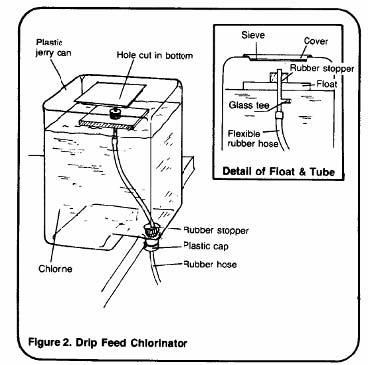 Plastic
jerry can
Hole cut in bottom
Chlorne
Rubber stopper
Plastic cap
Rubber hose
Sieve
Cover
Rubber stopper
Float
Glass tee
Flexible
rubber hose
Detail of Float & Tube
Figure 2. Drip Feed Chlorinator